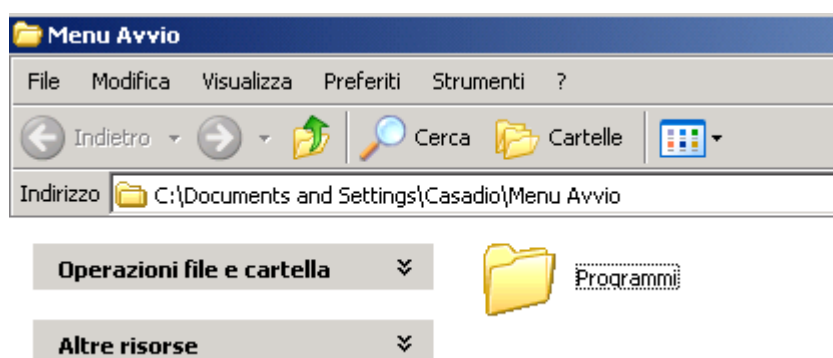 Menu Avvio
File Modifica Visualizza Preferiti Strumenti ?
Indietro Cerca Cartelle
Indirizzo C:\Documents and Settings\Casadio\Menu Avvio
Operazioni file e cartella
Programmi
Altre risorse